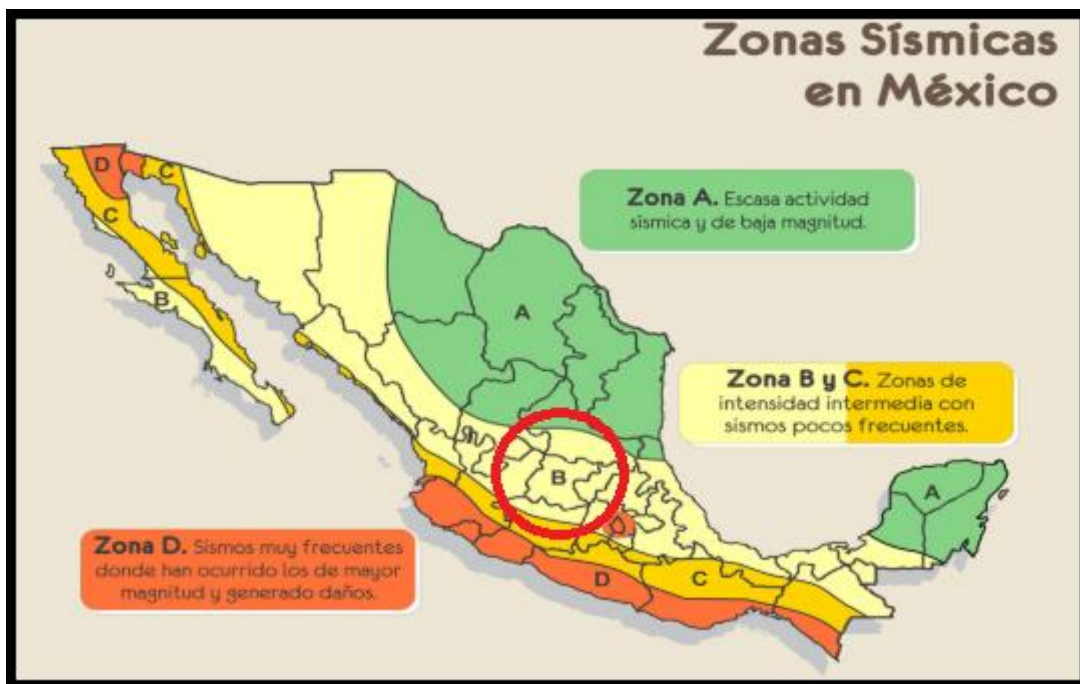 Zonas Sísmicas
en México
Zona A. Escasa actividad
sísmica y de baja magnitud.
Zona B y C. Zonas de
intensidad intermedia con
sismos pocos frecuentes.
Zona D. Sismos muy frecuentes
donde han ocurrido los de mayor
magnitud y generado daños.
D
C
C
B
A
B
A
D
C